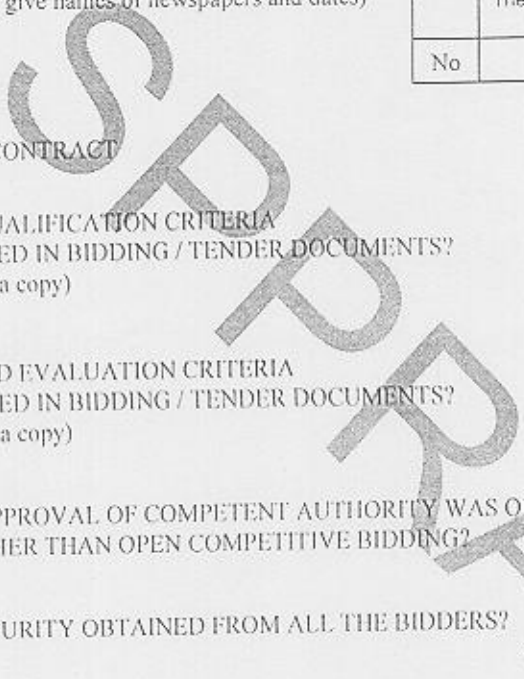 give names of newspapers and dates)
No
CONTRACT
UALIFICATION CRITERIA
ED IN BIDDING / TENDER DOCUMENTS?
a copy)
D EVALUATION CRITERIA
ED IN BIDDING / TENDER DOCUMENTS?
a copy)
PPROVAL OF COMPETENT AUTHORITY WAS O
HER THAN OPEN COMPETITIVE BIDDING?
URITY OBTAINED FROM ALL THE BIDDERS?
SPPR